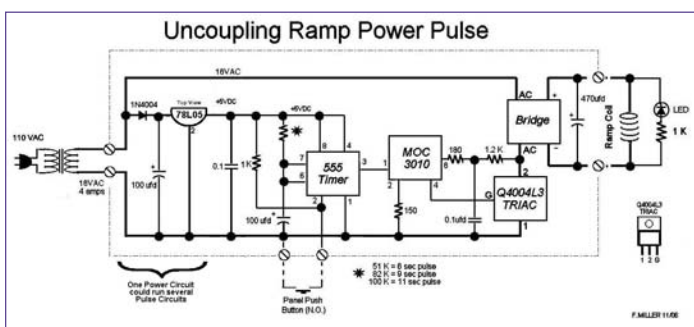 Uncoupling Ramp Power Pulse
16VAC
1N4004
Top View
78L05
2
+5VDC
+5VDC
110 VAC
16VAC
4 amps
100 ufd
0.1
1K
100 ufd
8
4
7
6
2
1
3
555
Timer
MOC
3010
1
2
6
4
150
180
1.2 K
0.1ufd
AC
Bridge
AC
+
-
2
G
Q4004L3
TRIAC
1
470ufd
Ramp Coil
LED
1 K
Q4004L3
TRIAC
1 2 G
One Power Circuit
could run several
Pulse Circuits
Panel Push
Button (N.O.)
51 K = 6 sec pulse
82 K = 9 sec pulse
100 K = 11 sec pulse
F.MILLER 11/06